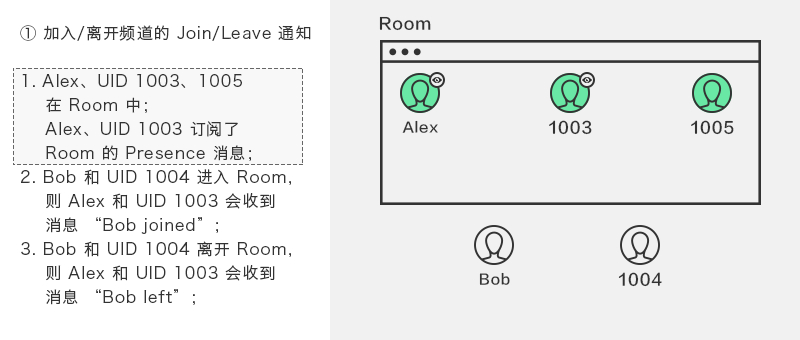 ① 加入/离开频道的 Join/Leave 通知
1. Alex、UID 1003、1005
在 Room 中;
Alex、UID 1003 订阅了
Room 的 Presence 消息;
2. Bob 和 UID 1004 进入 Room,
则 Alex 和 UID 1003 会收到
消息 “Bob joined”;
3. Bob 和 UID 1004 离开 Room,
则 Alex 和 UID 1003 会收到
消息 “Bob left”;
Room
Alex
1003
1005
Bob
1004